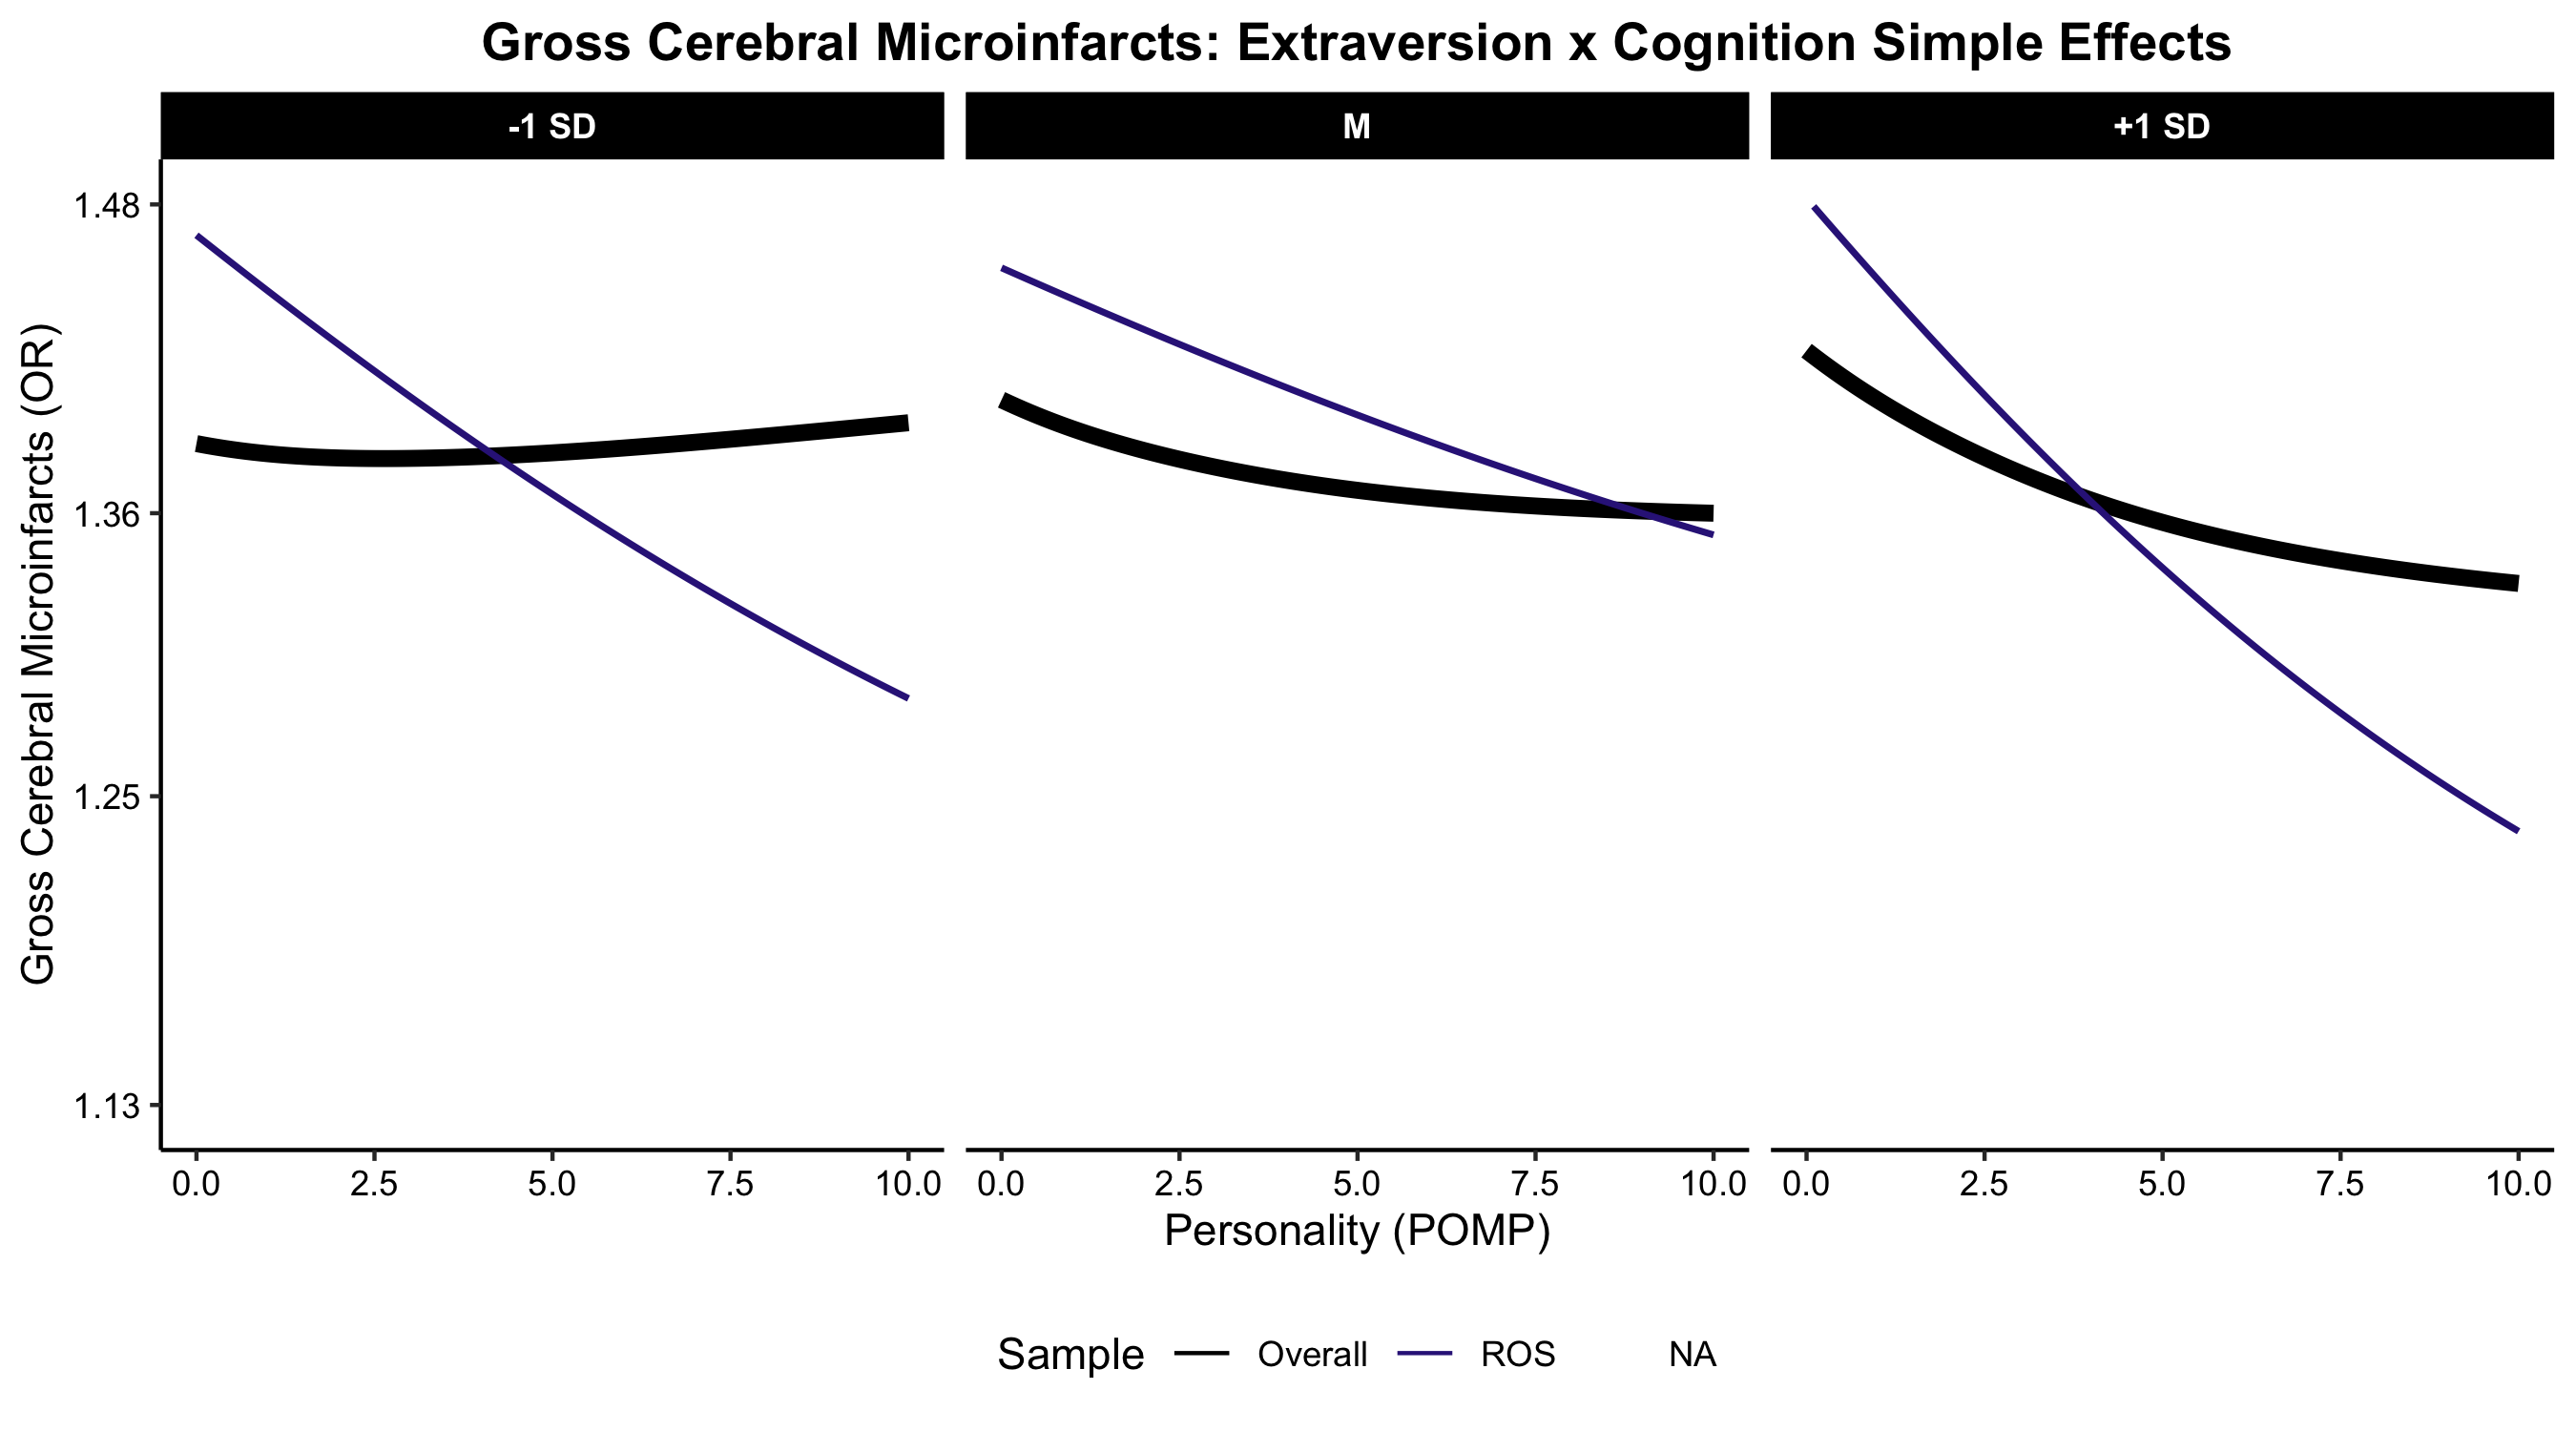 Gross Cerebral Microinfarcts: Extraversion x Cognition Simple Effects
-1 SD
M
+1 SD
Gross Cerebral Microinfarcts (OR)
1.48
1.36
1.25
1.13
0.0 2.5 5.0 7.5 10.0
0.0 2.5 5.0 7.5 10.0
0.0 2.5 5.0 7.5 10.0
Personality (POMP)
Sample Overall ROS NA